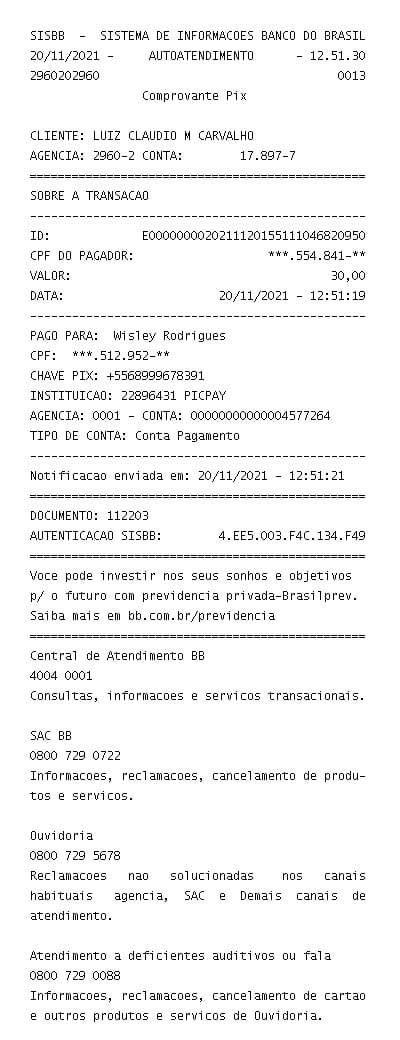 SISBB - SISTEMA DE INFORMACOES BANCO DO BRASIL
20/11/2021 - AUTOATENDIMENTO - 12.51.30
2960202960 0013
Comprovante Pix
CLIENTE: LUIZ CLAUDIO M CARVALHO
AGENCIA: 2960-2 CONTA: 17.897-7
================================================
SOBRE A TRANSACAO
------------------------------------------------
ID: E0000000020211120155111046820950
CPF DO PAGADOR: ***.554.841-**
VALOR: 30,00
DATA: 20/11/2021 - 12:51:19
------------------------------------------------
PAGO PARA: Wisley Rodrigues
CPF: ***.512.952-**
CHAVE PIX: +5568999678391
INSTITUICAO: 22896431 PICPAY
AGENCIA: 0001 - CONTA: 00000000000004577264
TIPO DE CONTA: Conta Pagamento
------------------------------------------------
Notificacao enviada em: 20/11/2021 - 12:51:21
================================================
DOCUMENTO: 112203
AUTENTICACAO SISBB: 4.EE5.003.F4C.134.F49
================================================
Voce pode investir nos seus sonhos e objetivos
p/ o futuro com previdencia privada-Brasilprev.
Saiba mais em bb.com.br/previdencia
================================================
Central de Atendimento BB
4004 0001
Consultas, informacoes e servicos transacionais.
SAC BB
0800 729 0722
Informacoes, reclamacoes, cancelamento de produ-
tos e servicos.
Ouvidoria
0800 729 5678
Reclamacoes nao solucionadas nos canais
habituais agencia, SAC e Demais canais de
atendimento.
Atendimento a deficientes auditivos ou fala
0800 729 0088
Informacoes, reclamacoes, cancelamento de cartao
e outros produtos e servicos de Ouvidoria.